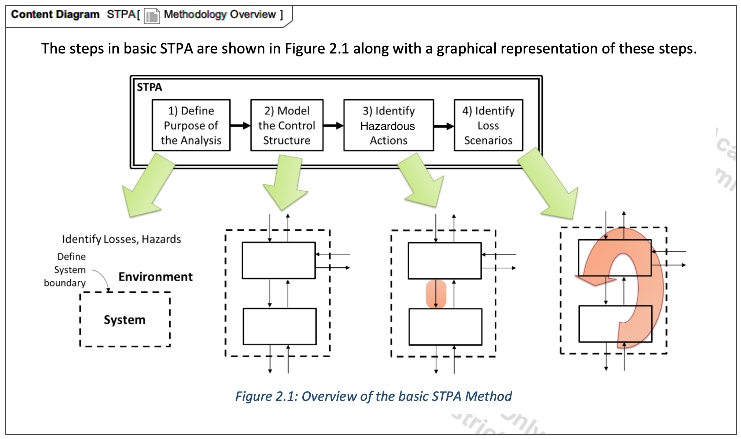 Content Diagram STPA[ Methodology Overview ]
The steps in basic STPA are shown in Figure 2.1 along with a graphical representation of these steps.
STPA
1) Define
Purpose of
the Analysis
2) Model
the Control
Structure
3) Identify
Hazardous
Actions
4) Identify
Loss
Scenarios
Identify Losses, Hazards
Define
System
boundary
Environment
System
Figure 2.1: Overview of the basic STPA Method